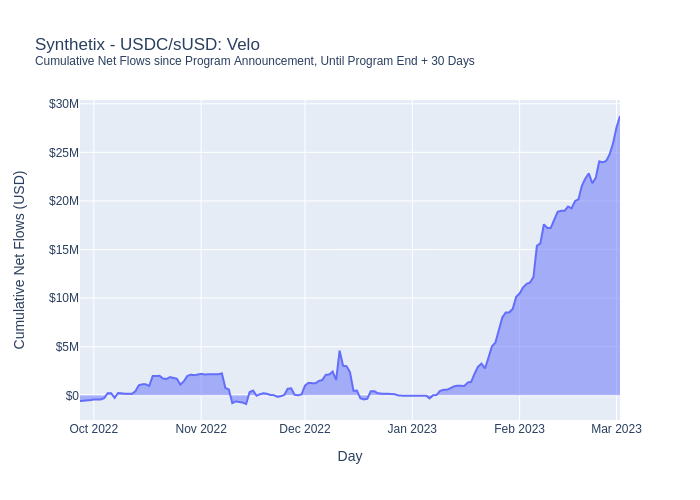 Synthetix - USDC/sUSD: Velo
Cumulative Net Flows since Program Announcement, Until Program End + 30 Days
$30M
$25M
$20M
$15M
$10M
$5M
$0
Cumulative Net Flows (USD)
Oct 2022
Nov 2022
Dec 2022
Jan 2023
Feb 2023
Mar 2023
Day